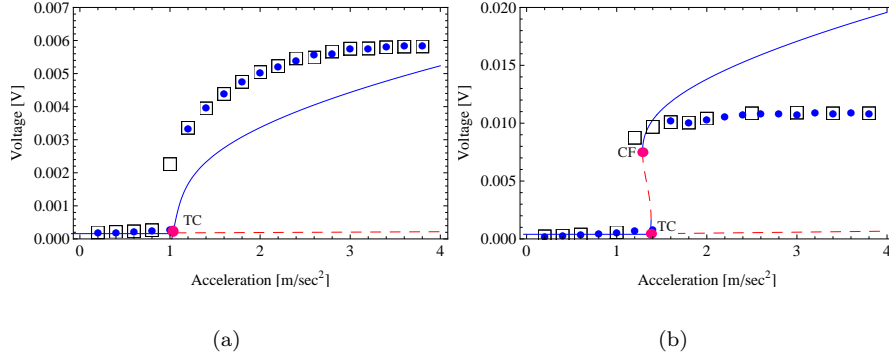 0.007
0.006
0.005
0.004
0.003
0.002
0.001
0.000
Voltage [V]
TC
0 1 2 3 4
Acceleration [m/sec²]
(a)
0.020
0.015
0.010
0.005
0.000
Voltage [V]
CF
TC
0 1 2 3 4
Acceleration [m/sec²]
(b)